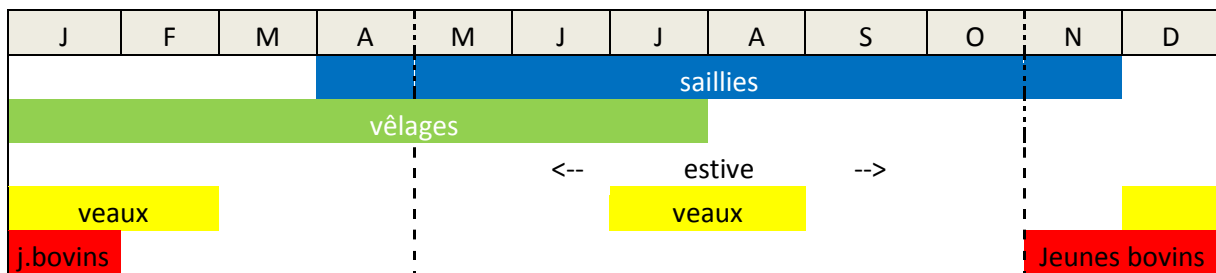 J F M A M J J A S O N D
saillies
vêlages
<-- estive -->
veaux veaux
j.bovins Jeunes bovins